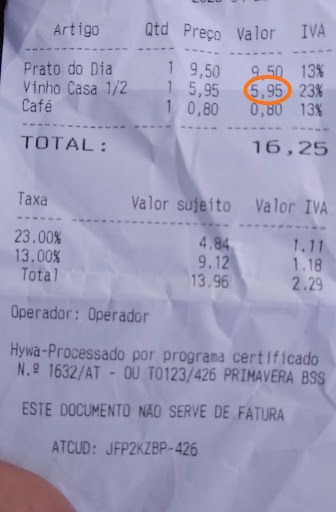 Artigo Qtd Preço Valor IVA
Prato do Dia 1 9,50 9,50 13%
Vinho Casa 1/2 1 5,95 5,95 23%
Café 1 0,80 0,80 13%
TOTAL: 16,25
Taxa Valor sujeito Valor IVA
23.00% 4.84 1.11
13.00% 9.12 1.18
Total 13.96 2.29
Operador: Operador
Hywa-Processado por programa certificado
N.º 1632/AT - OU T0123/426 PRIMAVERA BSS
ESTE DOCUMENTO NÃO SERVE DE FATURA
ATCUD: JFP2KZBP-426